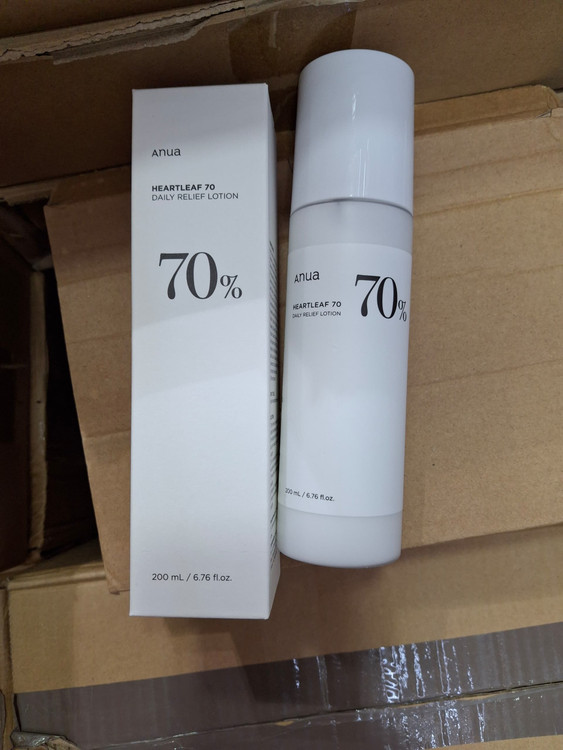 Anua
HEARTLEAF 70
DAILY RELIEF LOTION
70%
200 mL / 6.76 fl.oz.
Anua
HEARTLEAF 70
DAILY RELIEF LOTION
70%
200 mL / 6.76 fl.oz.